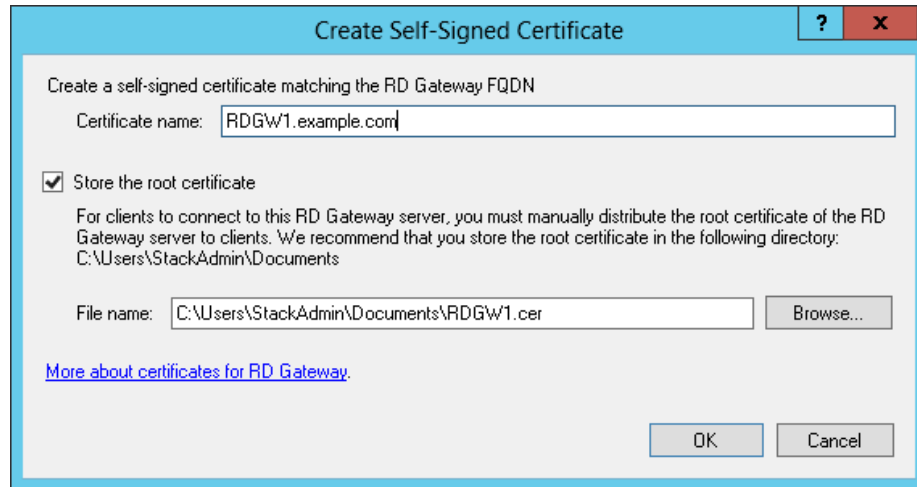 Create Self-Signed Certificate
? x
Create a self-signed certificate matching the RD Gateway FQDN
Certificate name: RDGW1.example.com
Store the root certificate
For clients to connect to this RD Gateway server, you must manually distribute the root certificate of the RD
Gateway server to clients. We recommend that you store the root certificate in the following directory:
C:\Users\StackAdmin\Documents
File name: C:\Users\StackAdmin\Documents\RDGW1.cer Browse...
More about certificates for RD Gateway.
OK Cancel